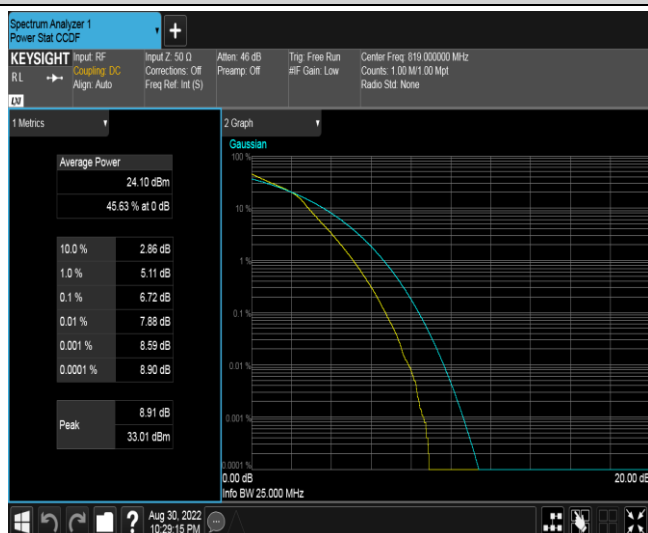 Spectrum Analyzer 1
Power Stat CCDF
+
KEYSIGHT
RL
LXI
Input: RF
Coupling: DC
Align: Auto
Input Z: 50 Ω
Corrections: Off
Freq Ref: Int (S)
Atten: 46 dB
Preamp: Off
Trig: Free Run
#IF Gain: Low
Center Freq: 819.000000 MHz
Counts: 1.00 M/1.00 Mpt
Radio Std: None
1 Metrics
Average Power
24.10 dBm
45.63 % at 0 dB
10.0 % 2.86 dB
1.0 % 5.11 dB
0.1 % 6.72 dB
0.01 % 7.88 dB
0.001 % 8.59 dB
0.0001 % 8.90 dB
Peak
8.91 dB
33.01 dBm
2 Graph
Gaussian
100 %
10 %
1 %
0.1 %
0.01 %
0.001 %
0.0001 %
0.00 dB 20.00 dB
Info BW 25.000 MHz
?
Aug 30, 2022
10:29:15 PM